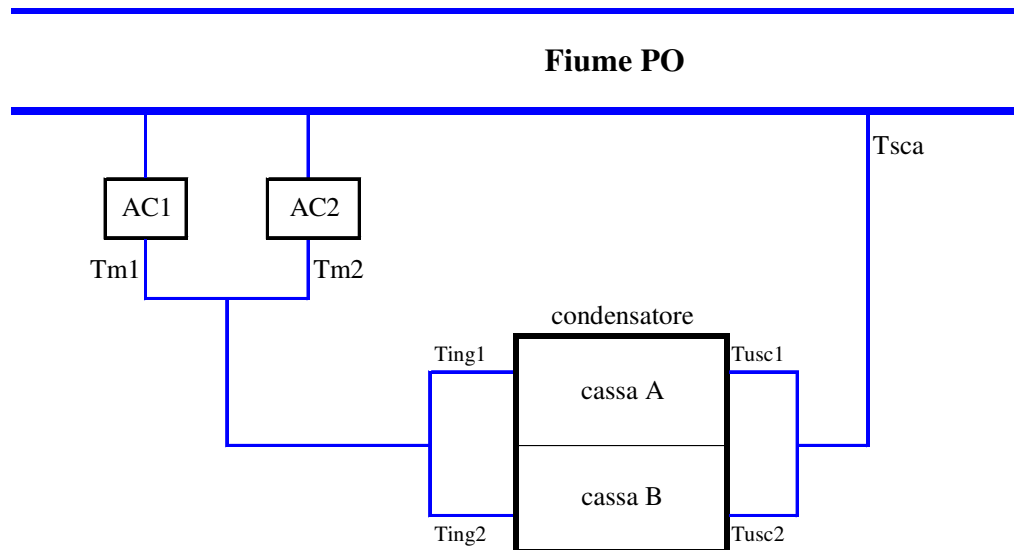 Fiume PO
Tsca
AC1
AC2
Tm1
Tm2
condensatore
Ting1
Tusc1
cassa A
cassa B
Ting2
Tusc2